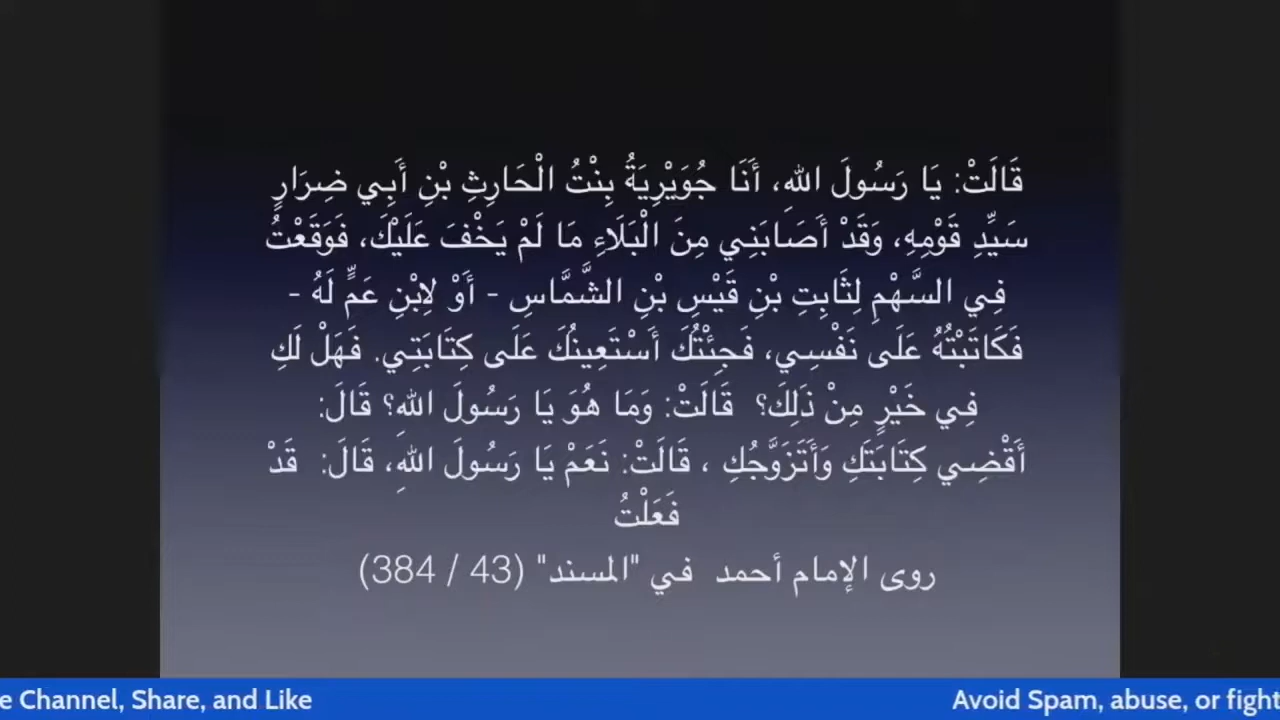 قَالَتْ: يَا رَسُولَ اللهِ، أَنَا جُوَيْرِيَةُ بِنْتُ الْحَارِثِ بْنِ أَبِي ضِرَارٍ
سَيِّدِ قَوْمِهِ، وَقَدْ أَصَابَنِي مِنَ الْبَلَاءِ مَا لَمْ يَخْفَ عَلَيْكَ، فَوَقَعْتُ
فِي السَّهْمِ لِثَابِتِ بْنِ قَيْسِ بْنِ الشَّمَّاسِ - أَوْ لِابْنِ عَمٍّ لَهُ -
فَكَاتَبْتُهُ عَلَى نَفْسِي، فَجِئْتُكَ أَسْتَعِينُكَ عَلَى كِتَابَتِي. فَهَلْ لَكِ
فِي خَيْرٍ مِنْ ذَلِكَ؟ قَالَتْ: وَمَا هُوَ يَا رَسُولَ اللهِ؟ قَالَ:
أَقْضِي كِتَابَتَكِ وَأَتَزَوَّجُكِ ، قَالَتْ: نَعَمْ يَا رَسُولَ اللهِ، قَالَ: قَدْ
فَعَلْتُ
روى الإمام أحمد في "المسند" (43 / 384)
e Channel, Share, and Like
Avoid Spam, abuse, or fight